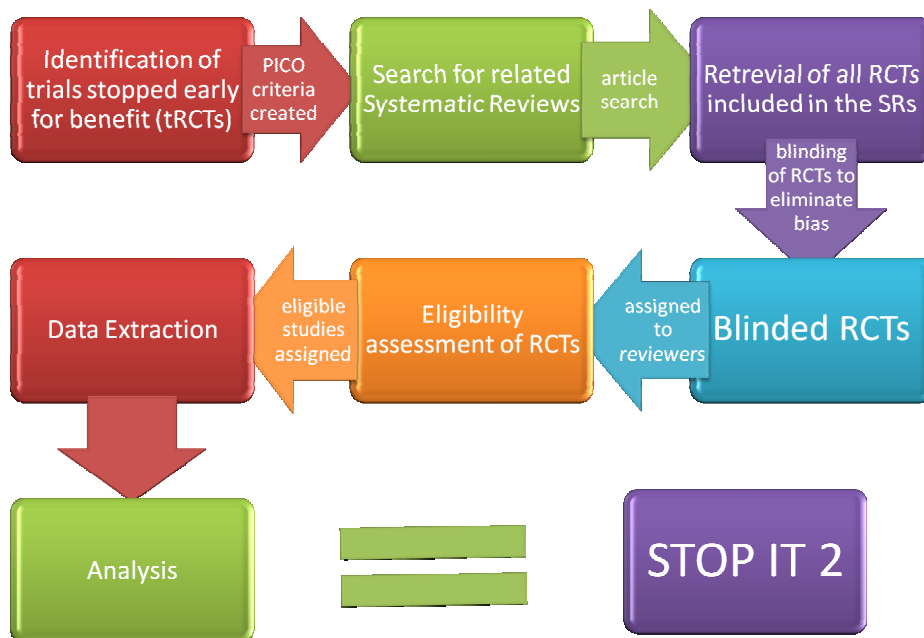 Identification of
trials stopped early
for benefit (tRCTs)
PICO
criteria
created
Search for related
Systematic Reviews
article
search
Retrevial of all RCTs
included in the SRs
blinding
of RCTs to
eliminate
bias
Blinded RCTs
assigned
to
reviewers
Eligibility
assessment of RCTs
eligible
studies
assigned
Data Extraction
Analysis
STOP IT 2